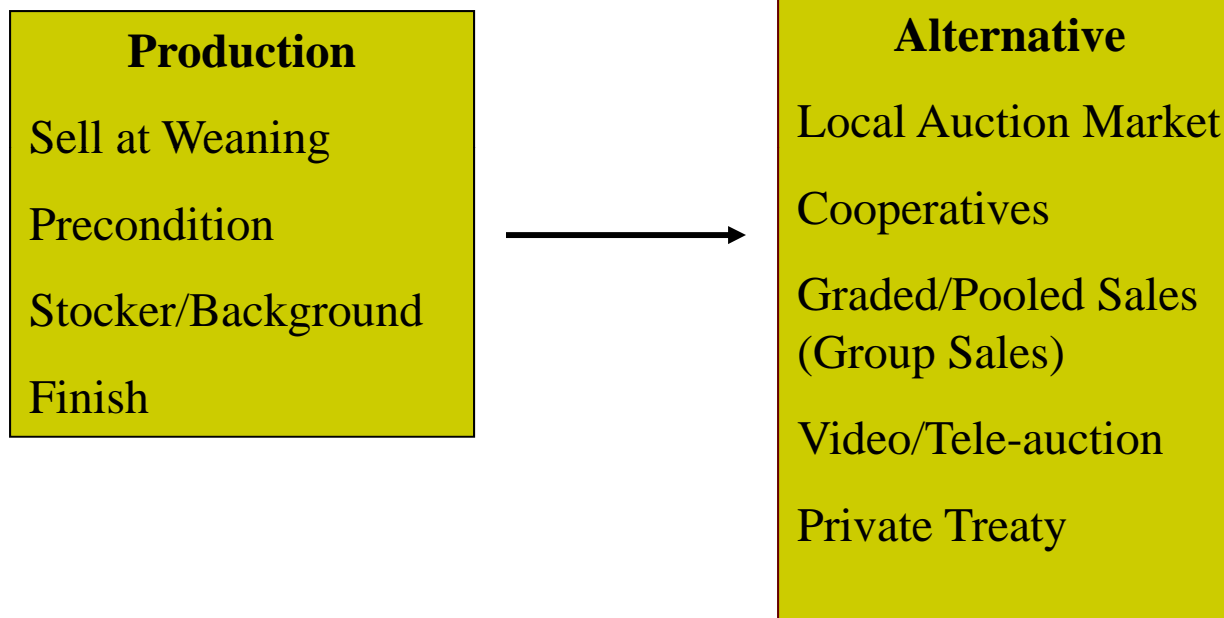 Production
Sell at Weaning
Precondition
Stocker/Background
Finish
Alternative
Local Auction Market
Cooperatives
Graded/Pooled Sales
(Group Sales)
Video/Tele-auction
Private Treaty